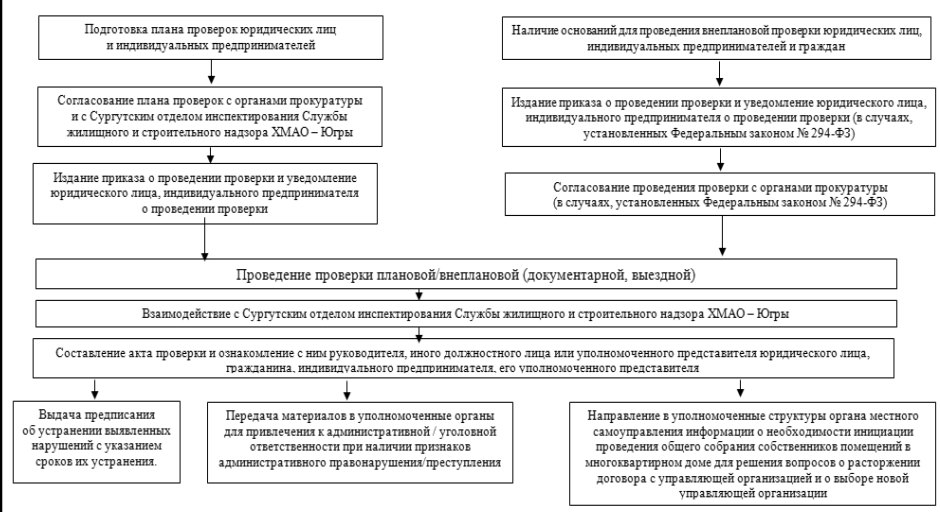 Подготовка плана проверок юридических лиц
и индивидуальных предпринимателей
Согласование плана проверок с органами прокуратуры
и с Сургутским отделом инспектирования Службы
жилищного и строительного надзора ХМАО – Югры
Издание приказа о проведении проверки и уведомление
юридического лица, индивидуального предпринимателя
о проведении проверки
Наличие оснований для проведения внеплановой проверки юридических лиц,
индивидуальных предпринимателей и граждан
Издание приказа о проведении проверки и уведомление юридического лица,
индивидуального предпринимателя о проведении проверки (в случаях,
установленных Федеральным законом № 294-ФЗ)
Согласование проведения проверки с органами прокуратуры
(в случаях, установленных Федеральным законом № 294-ФЗ)
Проведение проверки плановой/внеплановой (документарной, выездной)
Взаимодействие с Сургутским отделом инспектирования Службы жилищного и строительного надзора ХМАО – Югры
Составление акта проверки и ознакомление с ним руководителя, иного должностного лица или уполномоченного представителя юридического лица,
гражданина, индивидуального предпринимателя, его уполномоченного представителя
Выдача предписания
об устранении выявленных
нарушений с указанием
сроков их устранения.
Передача материалов в уполномоченные органы
для привлечения к административной / уголовной
ответственности при наличии признаков
административного правонарушения/преступления
Направление в уполномоченные структуры органа местного
самоуправления информации о необходимости инициации
проведения общего собрания собственников помещений в
многоквартирном доме для решения вопросов о расторжении
договора с управляющей организацией и о выборе новой
управляющей организации